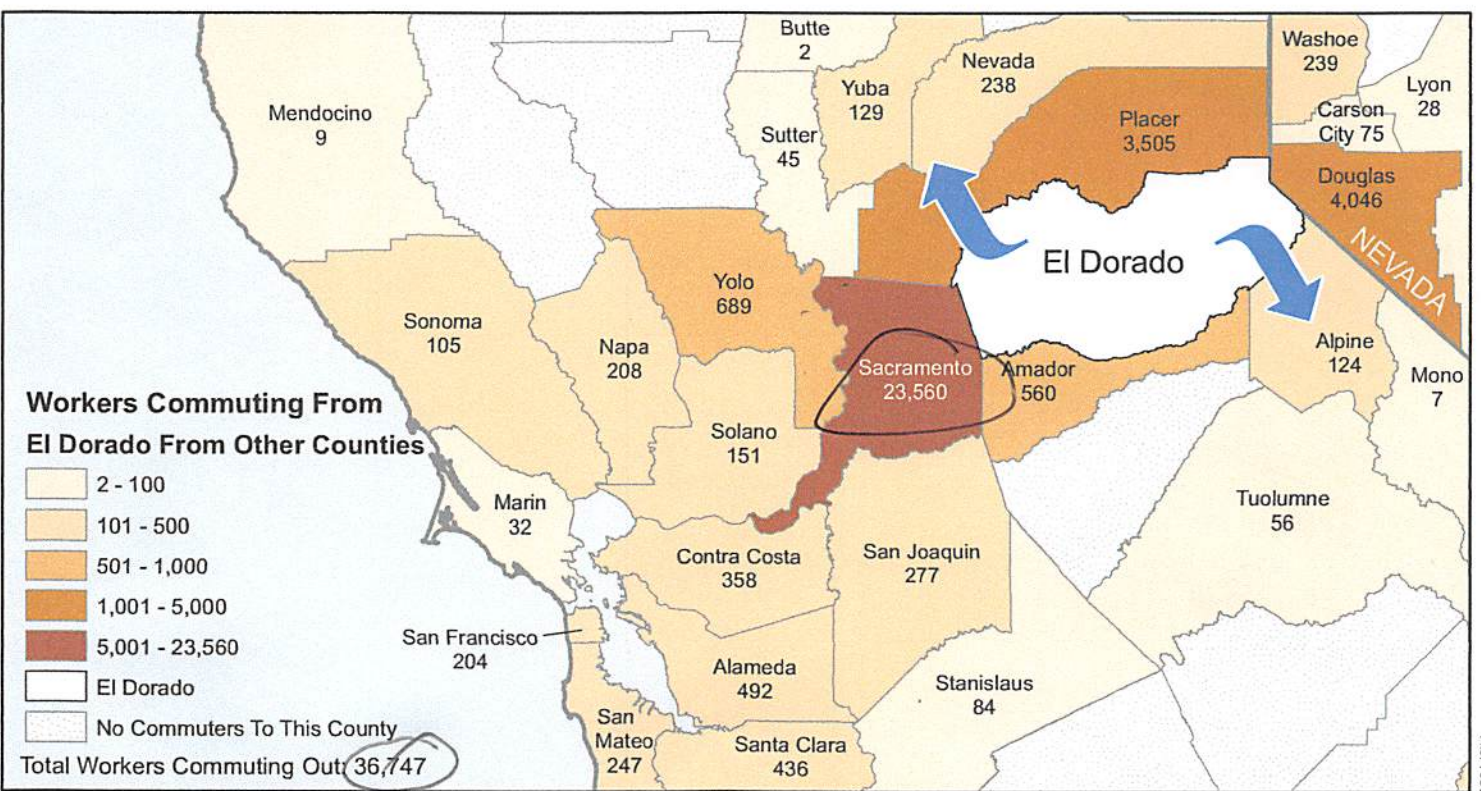 Butte
2
Nevada
238
Washoe
239
Lyon
28
Yuba
129
Mendocino
9
Placer
3,505
Carson
City 75
Sutter
45
Douglas
4,046
NEVADA
El Dorado
Yolo
689
Sonoma
105
Napa
208
Sacramento
23,560
Amador
560
Alpine
124
Mono
7
Solano
151
Marin
32
Tuolumne
56
Contra Costa
358
San Joaquin
277
San Francisco
204
Alameda
492
Stanislaus
84
San
Mateo
247
Santa Clara
436
Workers Commuting From
El Dorado From Other Counties
2 - 100
101 - 500
501 - 1,000
1,001 - 5,000
5,001 - 23,560
El Dorado
No Commuters To This County
Total Workers Commuting Out: 36,747